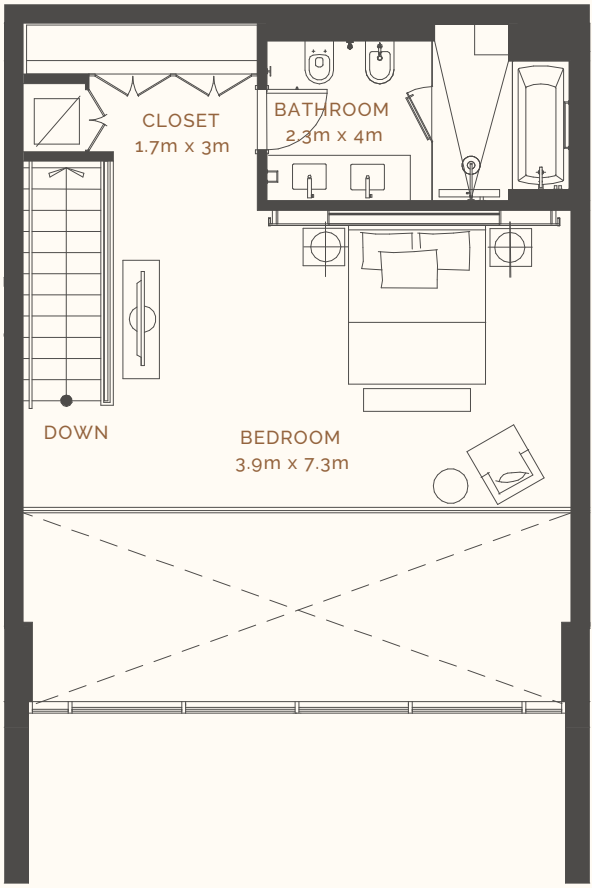 CLOSET
1.7m x 3m
BATHROOM
2.3m x 4m
DOWN
BEDROOM
3.9m x 7.3m